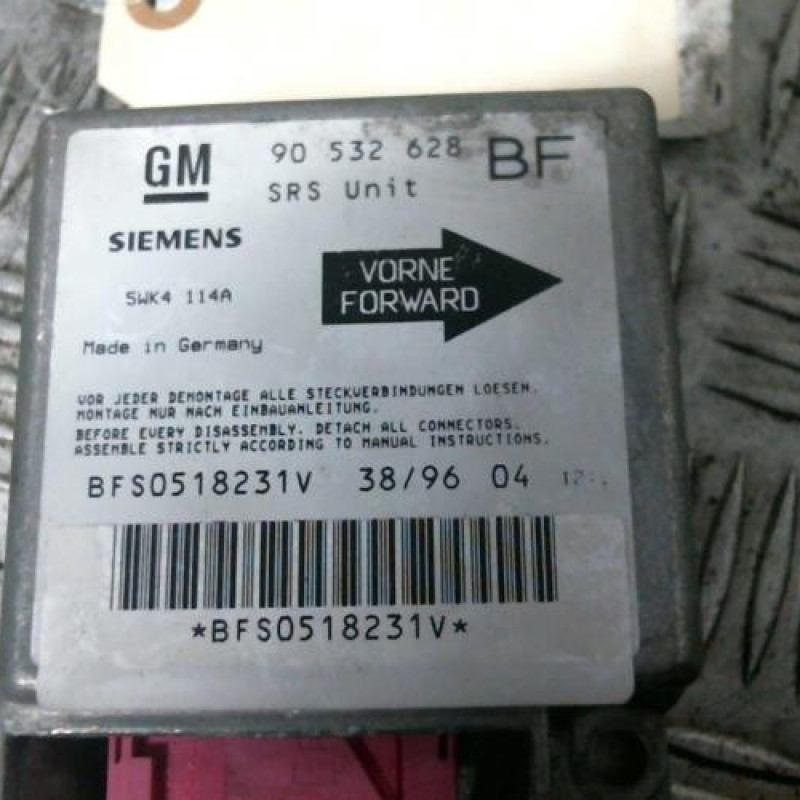 GM 90 532 628 BF
SRS Unit
SIEMENS
5WK4 114A
VORNE
FORWARD
Made in Germany
VOR JEDER DEMONTAGE ALLE STECKVERBINDUNGEN LOESEN.
MONTAGE NUR NACH EINBAUANLEITUNG.
BEFORE EVERY DISASSEMBLY. DETACH ALL CONNECTORS.
ASSEMBLE STRICTLY ACCORDING TO MANUAL INSTRUCTIONS.
BFS0518231V 38/96 04
*BFS0518231V*